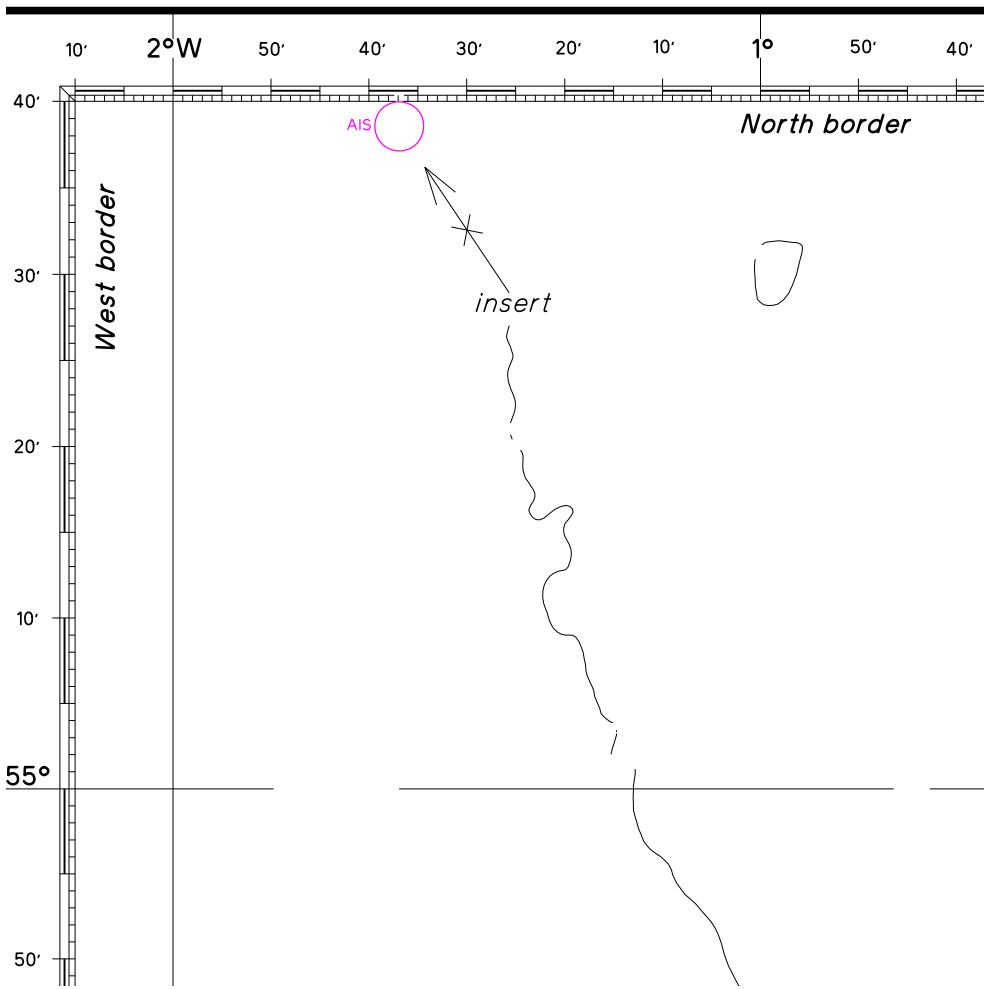 10′ 2°W 50′ 40′ 30′ 20′ 10′ 1° 50′ 40′
40′
AIS
North border
West border
30′
insert
20′
10′
55°
50′